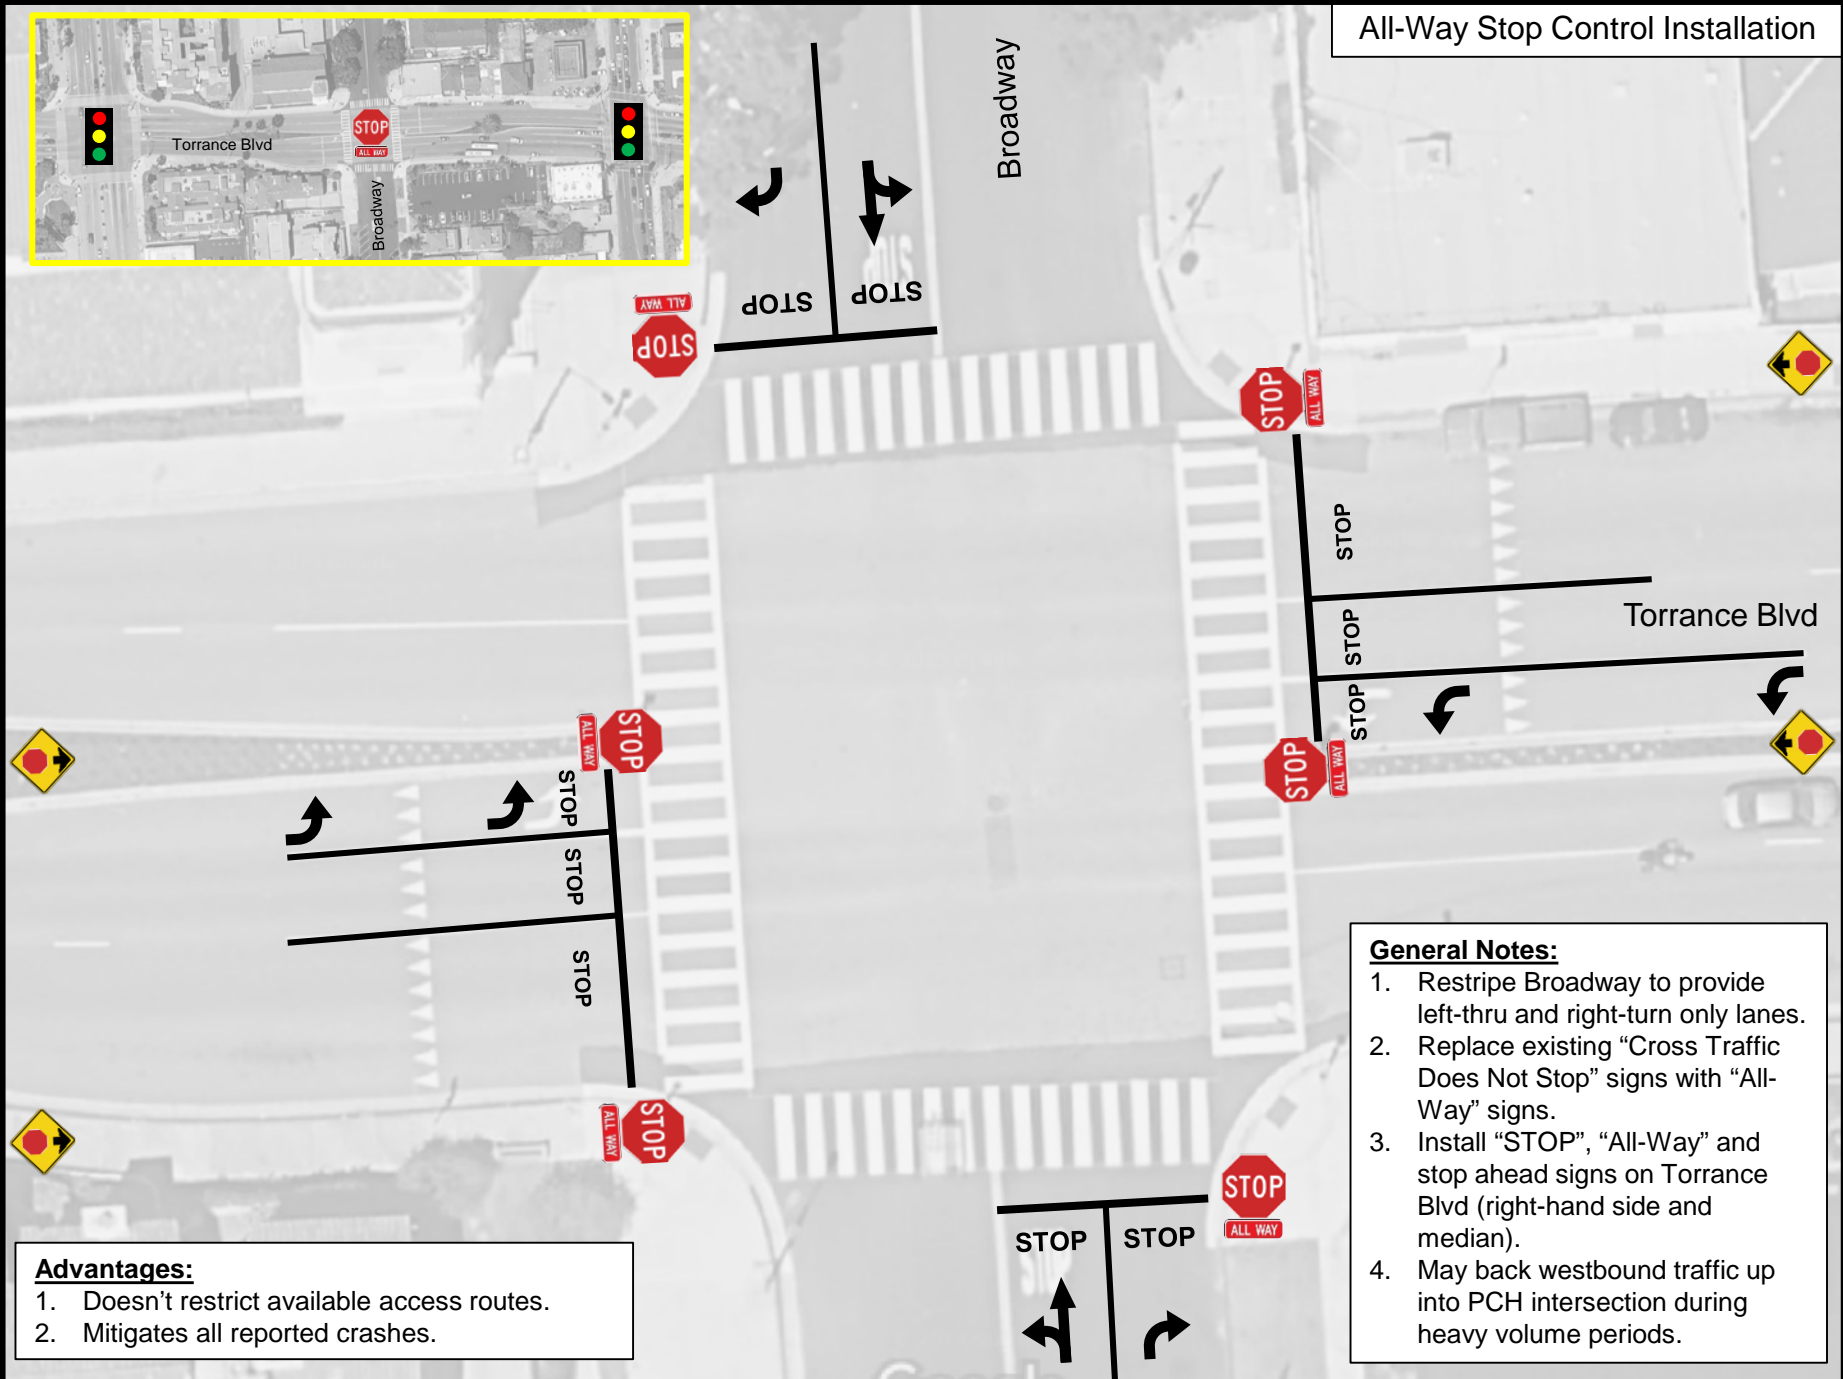 All-Way Stop Control Installation
STOP
ALL WAY
Torrance Blvd
Broadway
Broadway
STOP
STOP
ALL WAY
STOP
STOP
ALL WAY
STOP
STOP
STOP
Torrance Blvd
STOP
ALL WAY
ALL WAY
STOP
STOP
STOP
STOP
ALL WAY
STOP
STOP
ALL WAY
STOP
STOP
STOP
General Notes:
1. Restripe Broadway to provide
left-thru and right-turn only lanes.
2. Replace existing “Cross Traffic
Does Not Stop” signs with “All-
Way” signs.
3. Install “STOP”, “All-Way” and
stop ahead signs on Torrance
Blvd (right-hand side and
median).
4. May back westbound traffic up
into PCH intersection during
heavy volume periods.
Advantages:
1. Doesn’t restrict available access routes.
2. Mitigates all reported crashes.